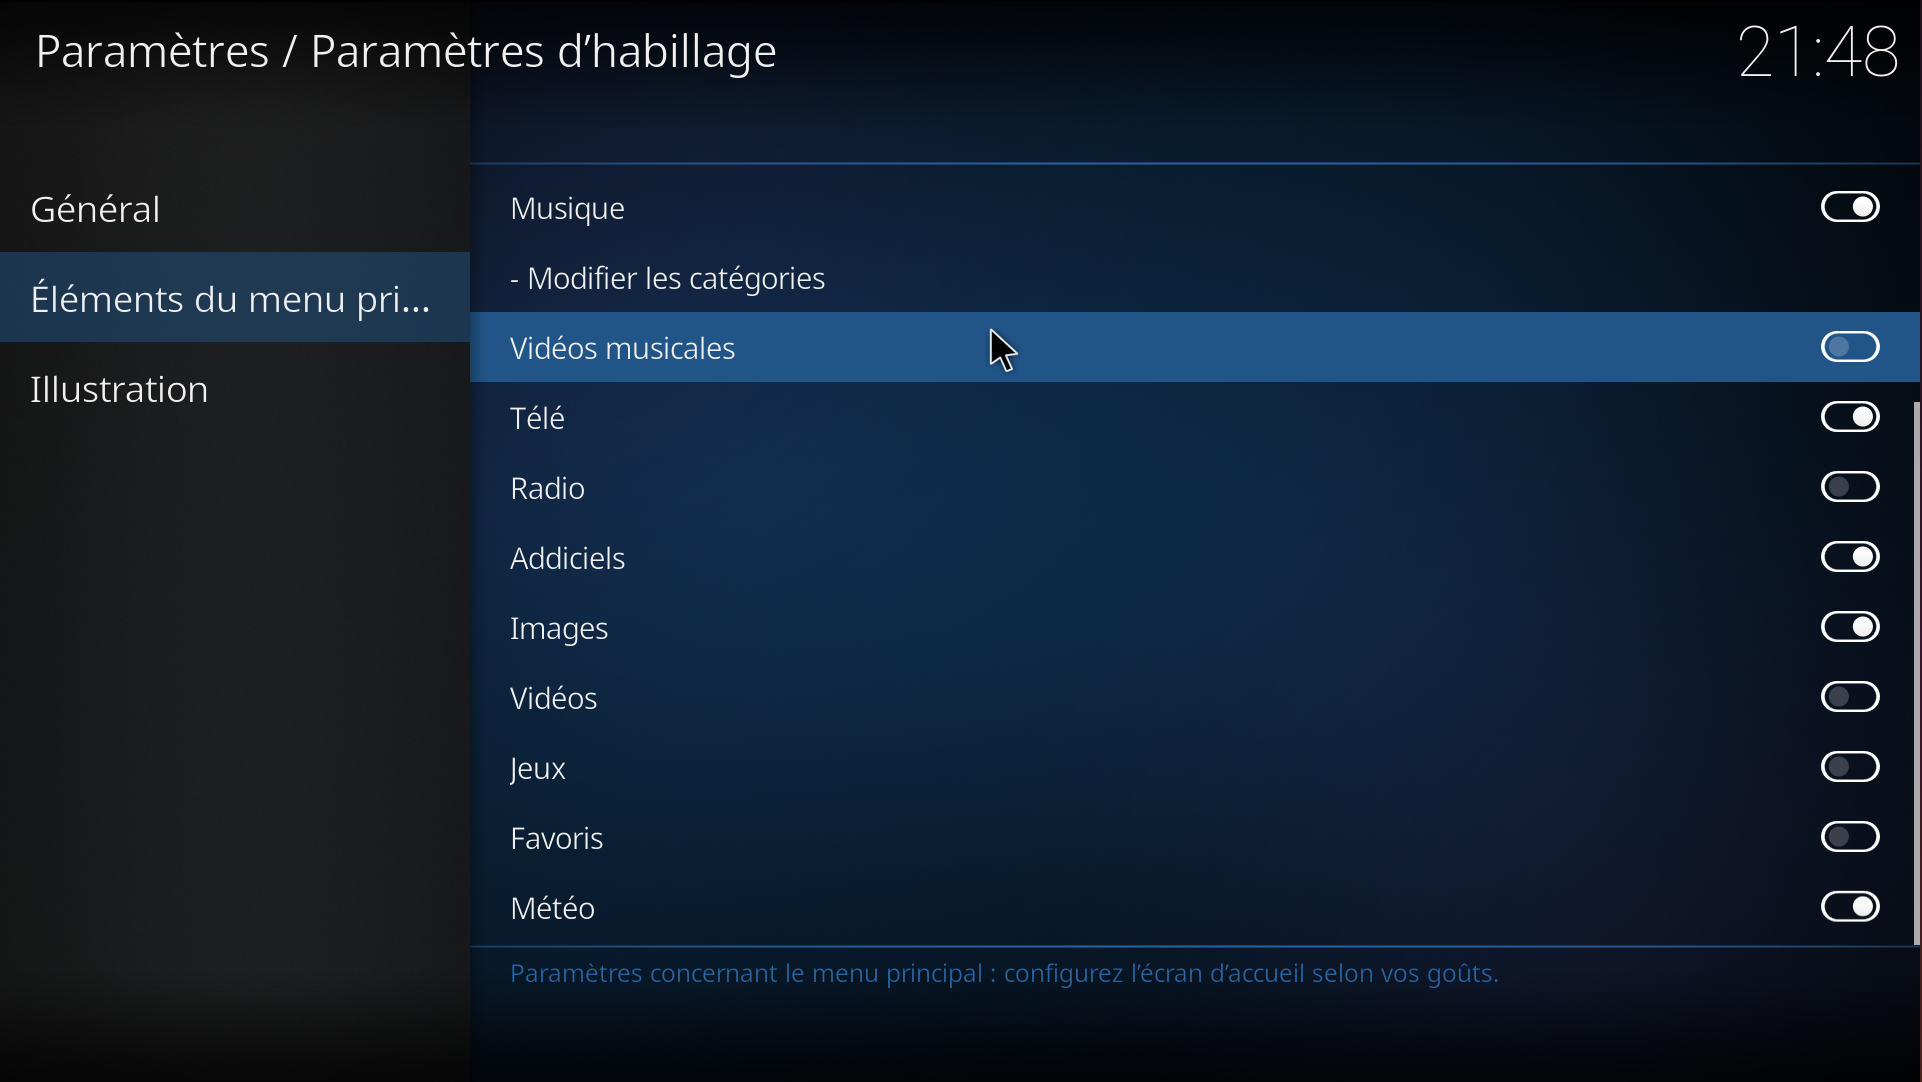 Paramètres / Paramètres d’habillage
21:48
Général
Éléments du menu pri...
Illustration
Musique
- Modifier les catégories
Vidéos musicales
Télé
Radio
Addiciels
Images
Vidéos
Jeux
Favoris
Météo
Paramètres concernant le menu principal : configurez l’écran d’accueil selon vos goûts.